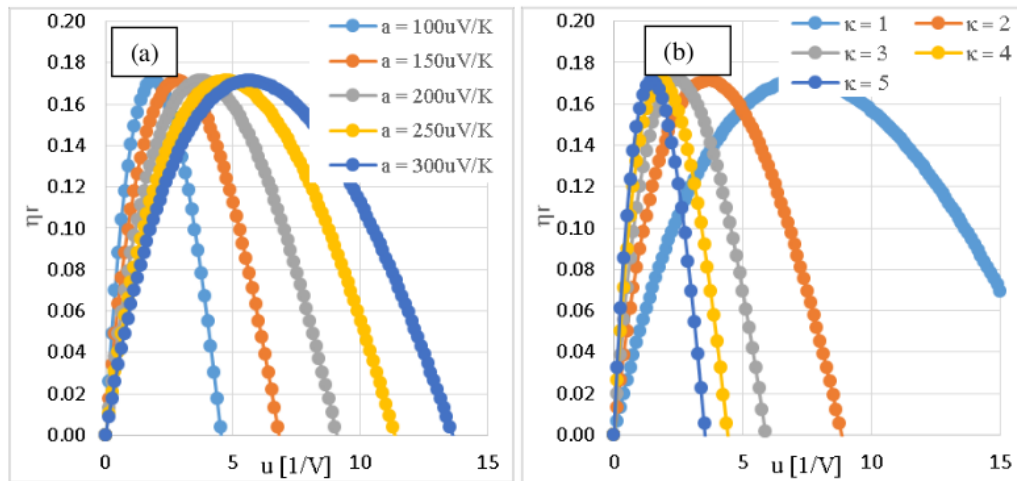 (a)
a = 100uV/K
a = 150uV/K
a = 200uV/K
a = 250uV/K
a = 300uV/K
0.20
0.18
0.16
0.14
0.12
0.10
0.08
0.06
0.04
0.02
0.00
ηr
0
5
10
15
u [1/V]
(b)
κ = 1
κ = 2
κ = 3
κ = 4
κ = 5
0.20
0.18
0.16
0.14
0.12
0.10
0.08
0.06
0.04
0.02
0.00
ηr
0
5
10
15
u [1/V]